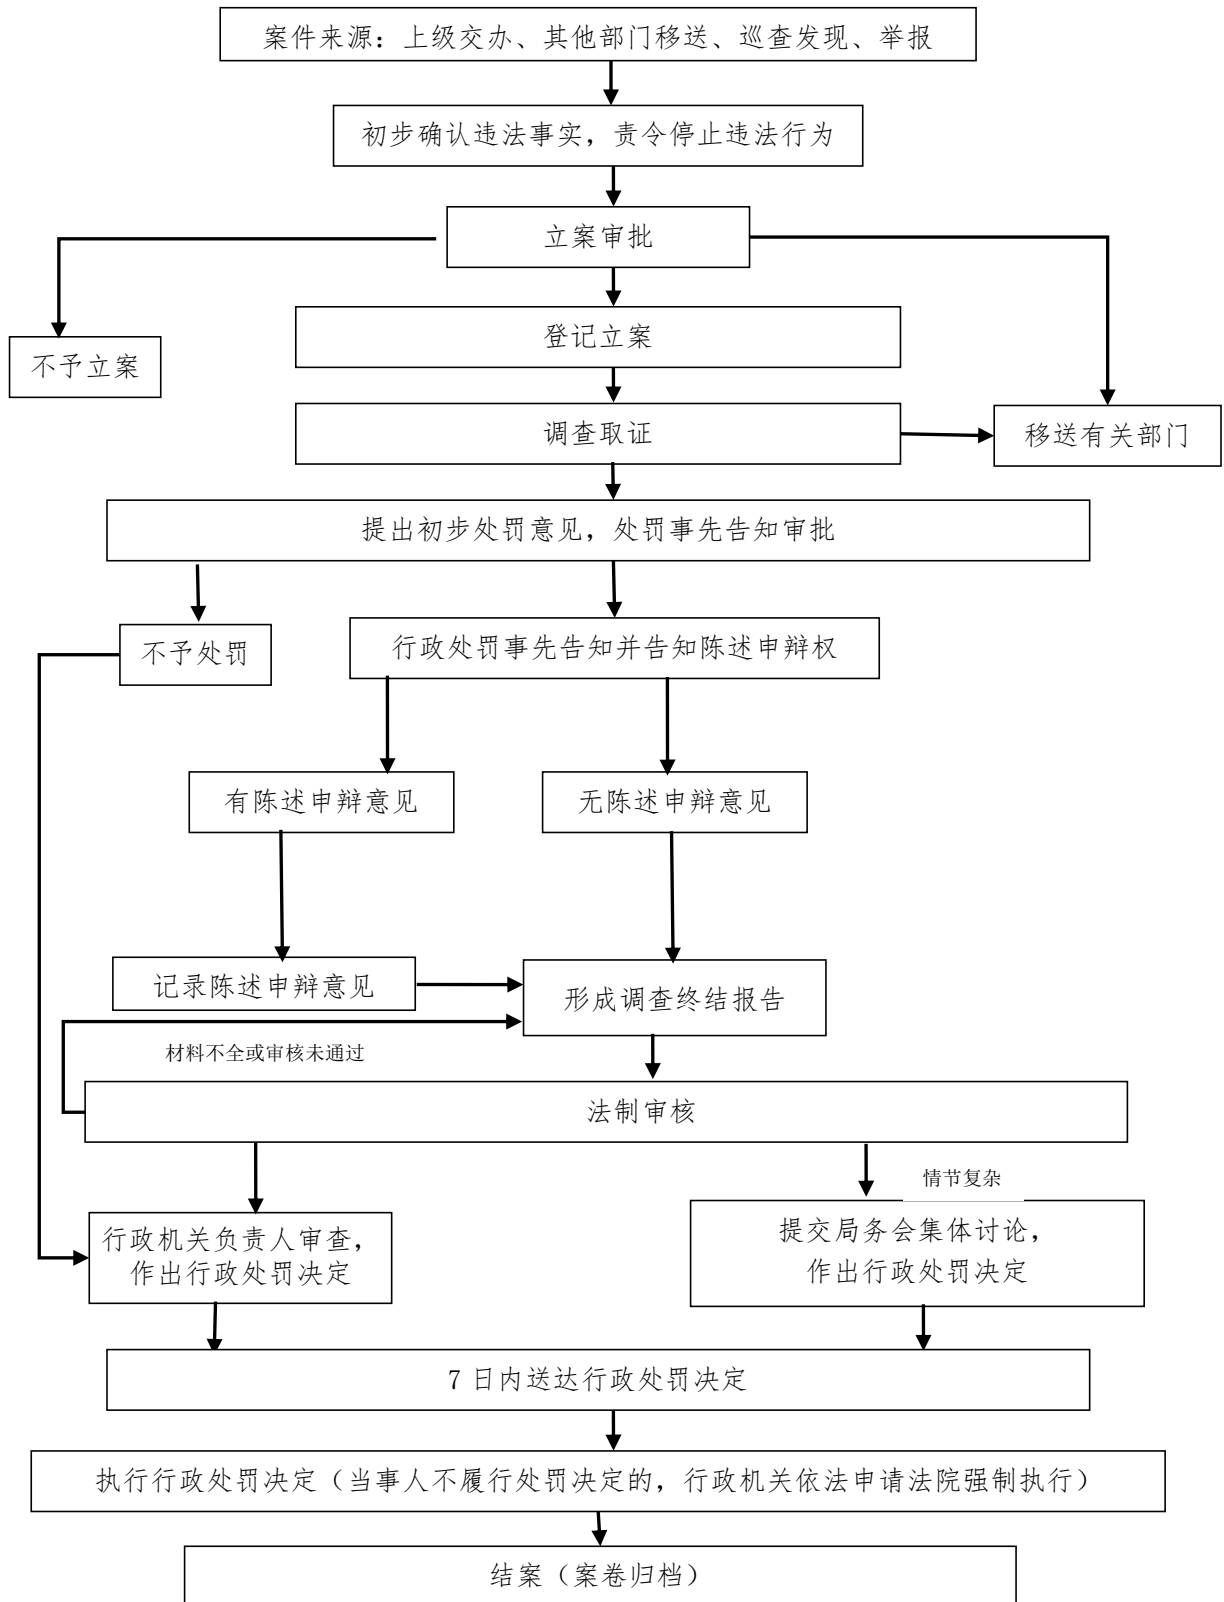 案件来源：上级交办、其他部门移送、巡查发现、举报
初步确认违法事实，责令停止违法行为
立案审批
登记立案
不予立案
调查取证
移送有关部门
提出初步处罚意见，处罚事先告知审批
不予处罚
行政处罚事先告知并告知陈述申辩权
有陈述申辩意见
无陈述申辩意见
记录陈述申辩意见
形成调查终结报告
材料不全或审核未通过
法制审核
情节复杂
行政机关负责人审查，
作出行政处罚决定
提交局务会集体讨论，
作出行政处罚决定
7 日内送达行政处罚决定
执行行政处罚决定（当事人不履行处罚决定的，行政机关依法申请法院强制执行）
结案（案卷归档）